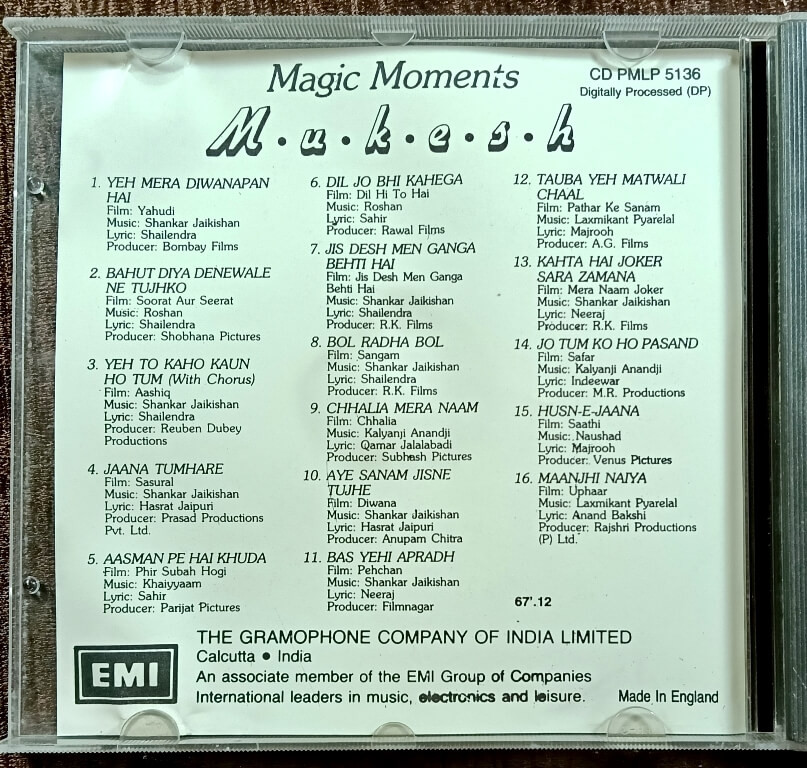 Magic Moments
CD PMLP 5136
Digitally Processed (DP)
M.u.k.e.s.h
1. YEH MERA DIWANAPAN
HAI
Film: Yahudi
Music: Shankar Jaikishan
Lyric: Shailendra
Producer: Bombay Films
2. BAHUT DIYA DENEWALE
NE TUJHKO
Film: Soorat Aur Seerat
Music: Roshan
Lyric: Shailendra
Producer: Shobhana Pictures
3. YEH TO KAHO KAUN
HO TUM (With Chorus)
Film: Aashiq
Music: Shankar Jaikishan
Lyric: Shailendra
Producer: Reuben Dubey
Productions
4. JAANA TUMHARE
Film: Sasural
Music: Shankar Jaikishan
Lyric: Hasrat Jaipuri
Producer: Prasad Productions
Pvt. Ltd.
5. AASMAN PE HAI KHUDA
Film: Phir Subah Hogi
Music: Khaiyyaam
Lyric: Sahir
Producer: Parijat Pictures
6. DIL JO BHI KAHEGA
Film: Dil Hi To Hai
Music: Roshan
Lyric: Sahir
Producer: Rawal Films
7. JIS DESH MEN GANGA
BEHTI HAI
Film: Jis Desh Men Ganga
Behti Hai
Music: Shankar Jaikishan
Lyric: Shailendra
Producer: R.K. Films
8. BOL RADHA BOL
Film: Sangam
Music: Shankar Jaikishan
Lyric: Shailendra
Producer: R.K. Films
9. CHHALIA MERA NAAM
Film: Chhalia
Music: Kalyanji Anandji
Lyric: Qamar Jalalabadi
Producer: Subhash Pictures
10. AYE SANAM JISNE
TUJHE
Film: Diwana
Music: Shankar Jaikishan
Lyric: Hasrat Jaipuri
Producer: Anupam Chitra
11. BAS YEHI APRADH
Film: Pehchan
Music: Shankar Jaikishan
Lyric: Neeraj
Producer: Filmnagar
12. TAUBA YEH MATWALI
CHAAL
Film: Pathar Ke Sanam
Music: Laxmikant Pyarelal
Lyric: Majrooh
Producer: A.G. Films
13. KAHTA HAI JOKER
SARA ZAMANA
Film: Mera Naam Joker
Music: Shankar Jaikishan
Lyric: Neeraj
Producer: R.K. Films
14. JO TUM KO HO PASAND
Film: Safar
Music: Kalyanji Anandji
Lyric: Indeewar
Producer: M.R. Productions
15. HUSN-E-JAANA
Film: Saathi
Music: Naushad
Lyric: Majrooh
Producer: Venus Pictures
16. MAANJHI NAIYA
Film: Uphaar
Music: Laxmikant Pyarelal
Lyric: Anand Bakshi
Producer: Rajshri Productions
(P) Ltd.
67'.12
EMI
THE GRAMOPHONE COMPANY OF INDIA LIMITED
Calcutta • India
An associate member of the EMI Group of Companies
International leaders in music, electronics and leisure.
Made In England